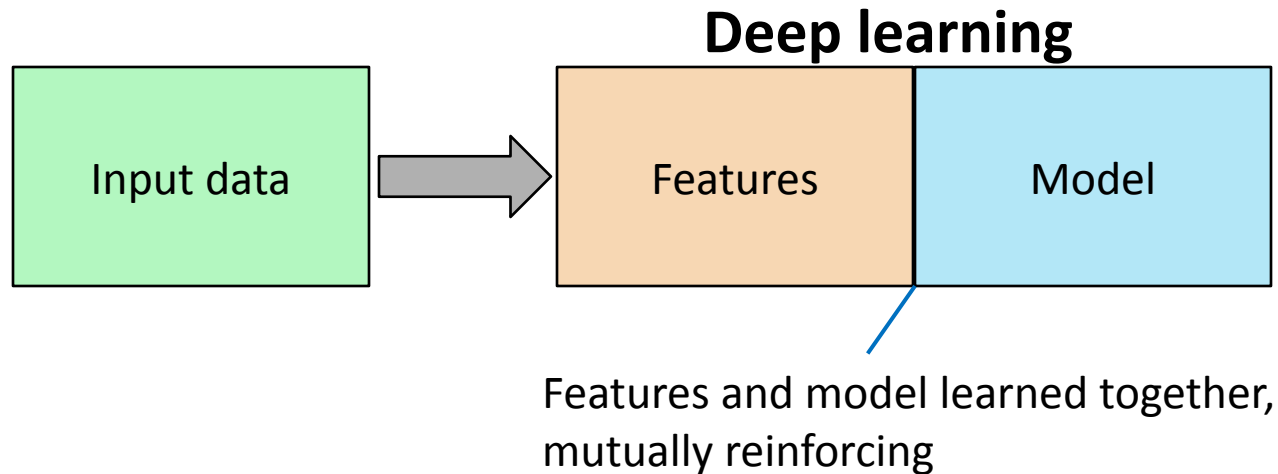 Deep learning
Input data
Features
Model
Features and model learned together,
mutually reinforcing